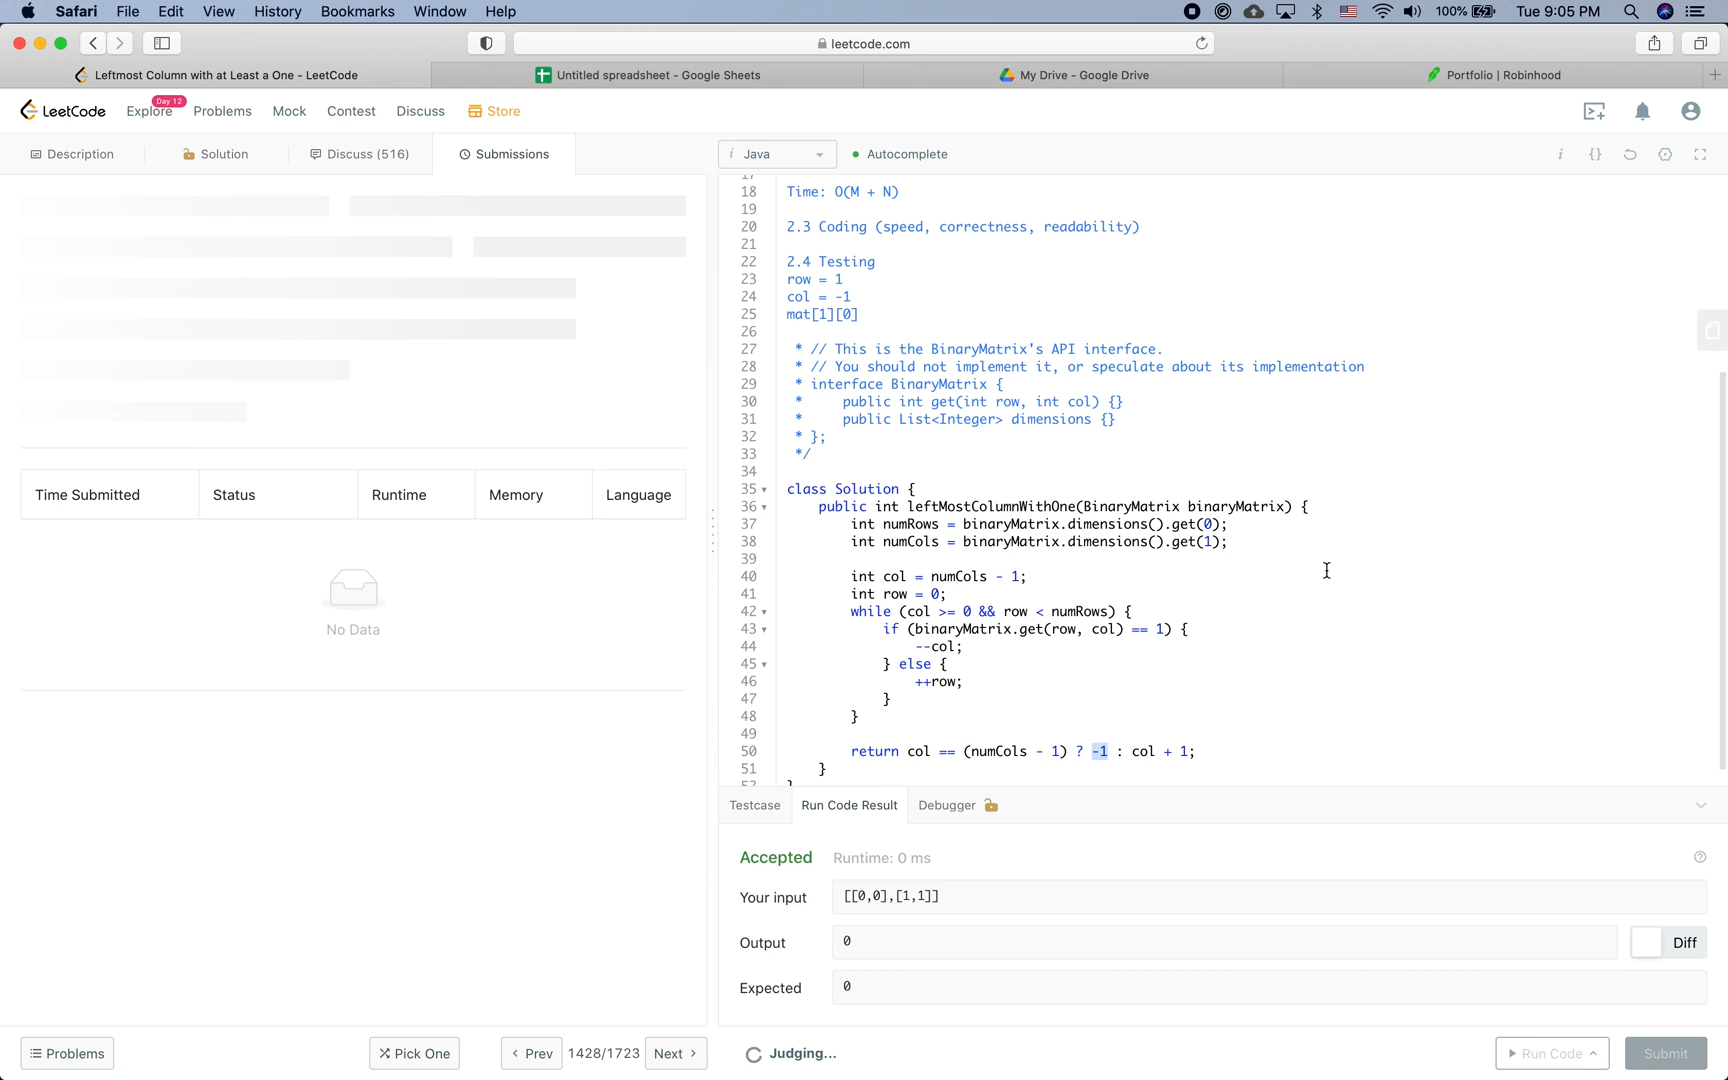 Safari File Edit View History Bookmarks Window Help 100% Tue 9:05 PM
leetcode.com
Leftmost Column with at Least a One - LeetCode Untitled spreadsheet - Google Sheets My Drive - Google Drive Portfolio | Robinhood
LeetCode Explore Day 12 Problems Mock Contest Discuss Store
Description Solution Discuss (516) Submissions
i Java Autocomplete
Time Submitted Status Runtime Memory Language
No Data
17
18 Time: O(M + N)
19
20 2.3 Coding (speed, correctness, readability)
21
22 2.4 Testing
23 row = 1
24 col = -1
25 mat[1][0]
26
27 * // This is the BinaryMatrix's API interface.
28 * // You should not implement it, or speculate about its implementation
29 * interface BinaryMatrix {
30 *     public int get(int row, int col) {}
31 *     public List<Integer> dimensions {}
32 * };
33 */
34
35 class Solution {
36     public int leftMostColumnWithOne(BinaryMatrix binaryMatrix) {
37         int numRows = binaryMatrix.dimensions().get(0);
38         int numCols = binaryMatrix.dimensions().get(1);
39
40         int col = numCols - 1;
41         int row = 0;
42         while (col >= 0 && row < numRows) {
43             if (binaryMatrix.get(row, col) == 1) {
44                 --col;
45             } else {
46                 ++row;
47             }
48         }
49
50         return col == (numCols - 1) ? -1 : col + 1;
51     }
52 }
Testcase Run Code Result Debugger
Accepted Runtime: 0 ms
Your input [[0,0],[1,1]]
Output 0 Diff
Expected 0
Problems Pick One Prev 1428/1723 Next Judging... Run Code Submit